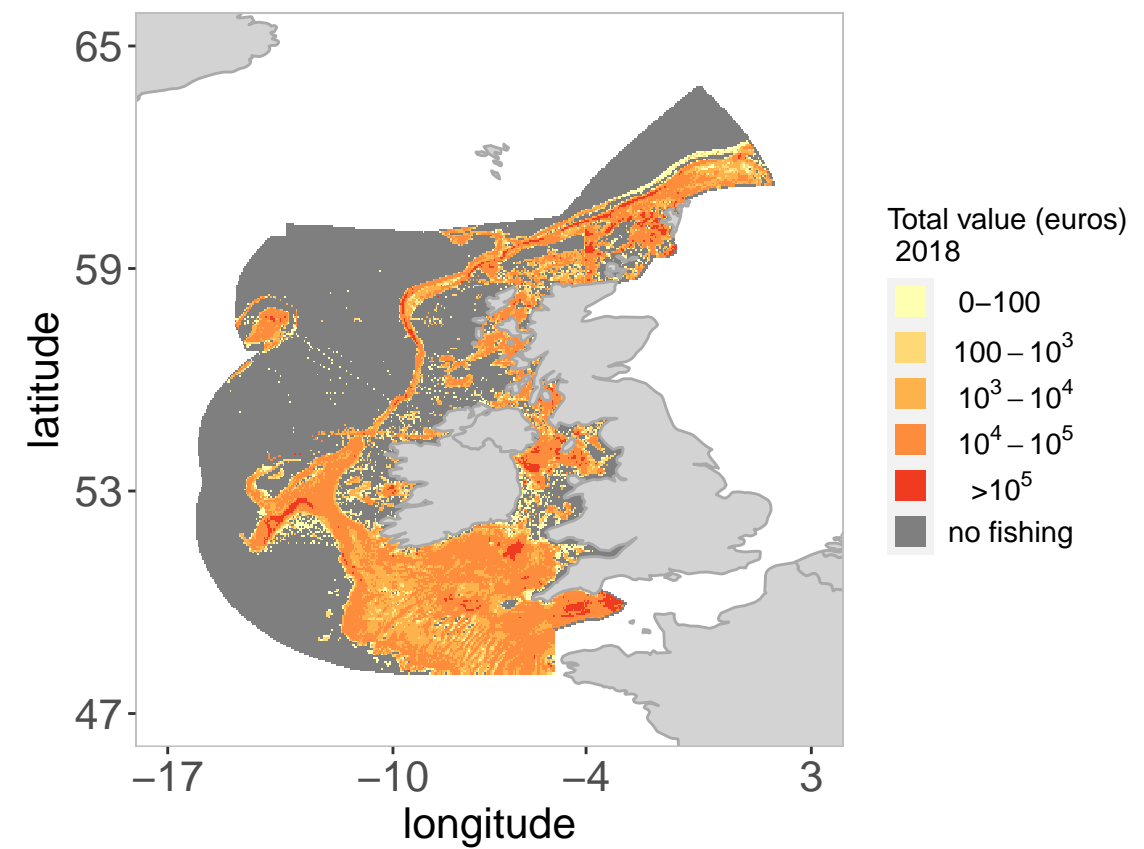 65
59
53
47
latitude
−17
−10
−4
3
longitude
Total value (euros)
2018
0−100
100 − 10³
10³ − 10⁴
10⁴ − 10⁵
>10⁵
no fishing